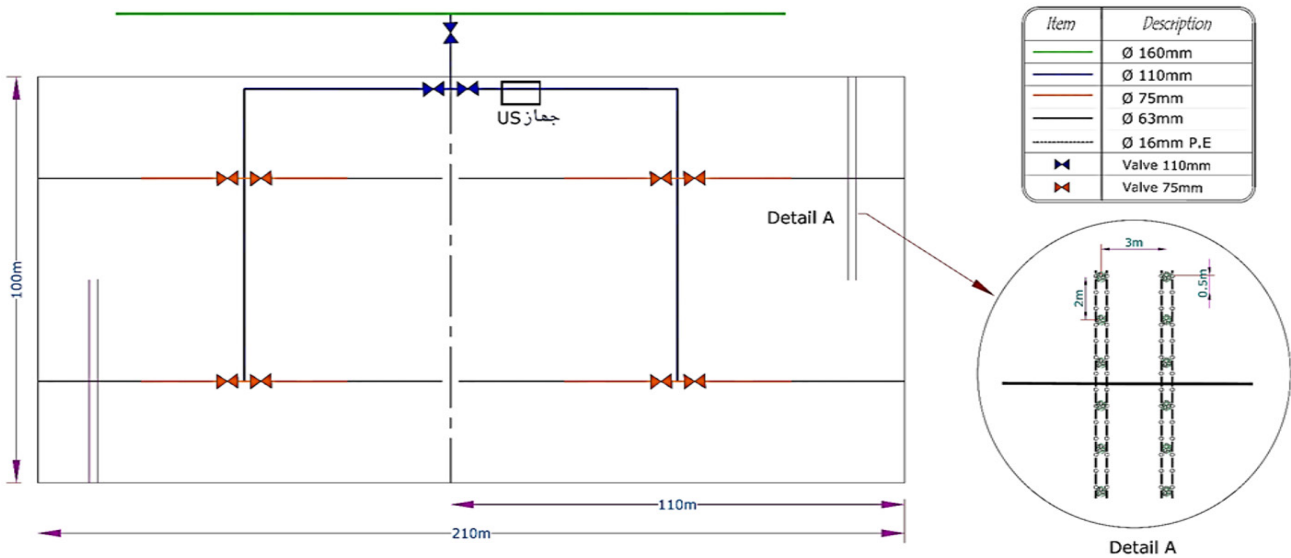 Item Description
Ø 160mm
Ø 110mm
Ø 75mm
Ø 63mm
Ø 16mm P.E
Valve 110mm
Valve 75mm
جهاز US
Detail A
100m
110m
210m
3m
2m
0.5m
Detail A